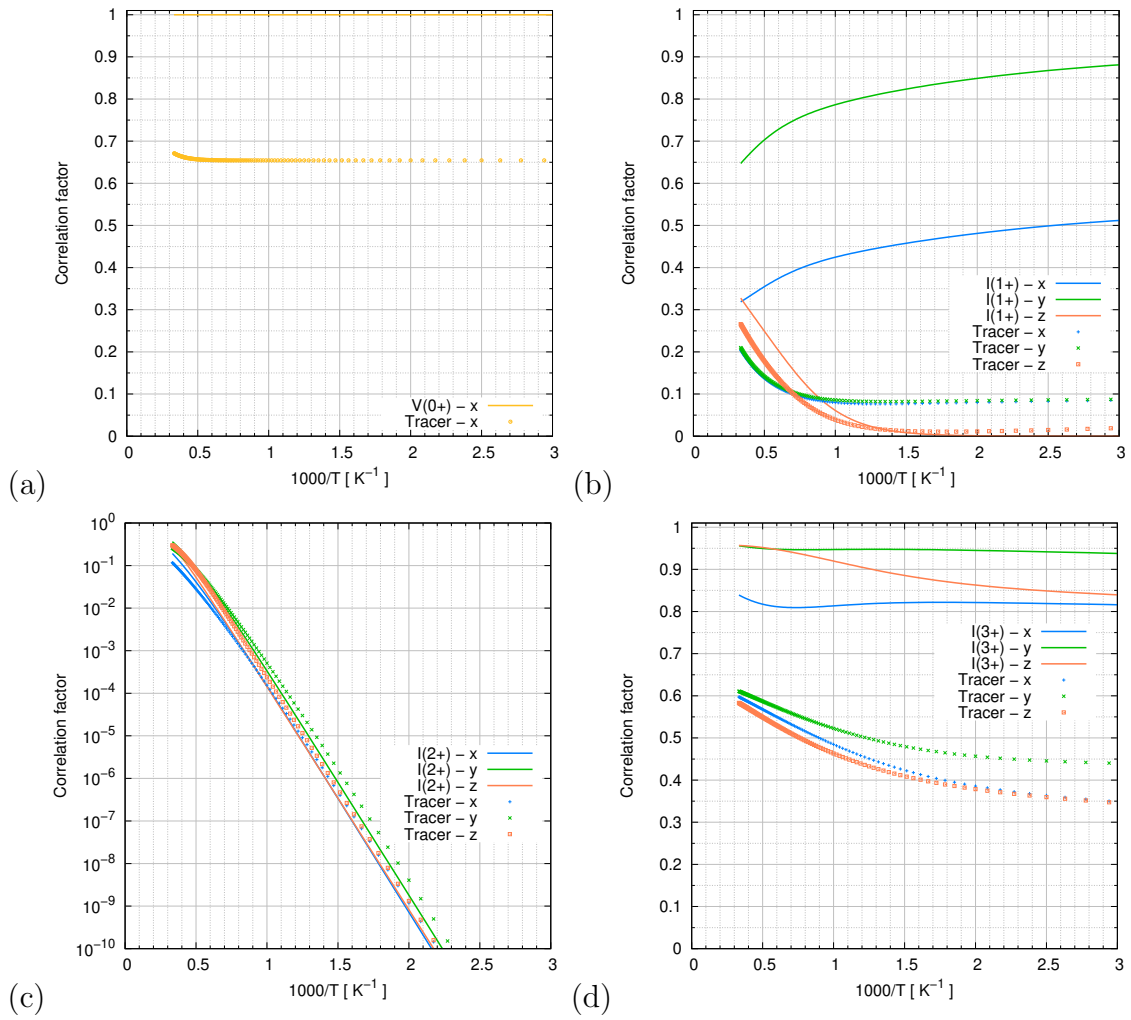 1
0.9
0.8
0.7
0.6
0.5
0.4
0.3
0.2
0.1
0
Correlation factor
V(0+) – x
Tracer – x
0 0.5 1 1.5 2 2.5 3
1000/T [ K⁻¹ ]
(a)
1
0.9
0.8
0.7
0.6
0.5
0.4
0.3
0.2
0.1
0
Correlation factor
I(1+) – x
I(1+) – y
I(1+) – z
Tracer – x
Tracer – y
Tracer – z
0 0.5 1 1.5 2 2.5 3
1000/T [ K⁻¹ ]
(b)
10⁰
10⁻¹
10⁻²
10⁻³
10⁻⁴
10⁻⁵
10⁻⁶
10⁻⁷
10⁻⁸
10⁻⁹
10⁻¹⁰
Correlation factor
I(2+) – x
I(2+) – y
I(2+) – z
Tracer – x
Tracer – y
Tracer – z
0 0.5 1 1.5 2 2.5 3
1000/T [ K⁻¹ ]
(c)
1
0.9
0.8
0.7
0.6
0.5
0.4
0.3
0.2
0.1
0
Correlation factor
I(3+) – x
I(3+) – y
I(3+) – z
Tracer – x
Tracer – y
Tracer – z
0 0.5 1 1.5 2 2.5 3
1000/T [ K⁻¹ ]
(d)